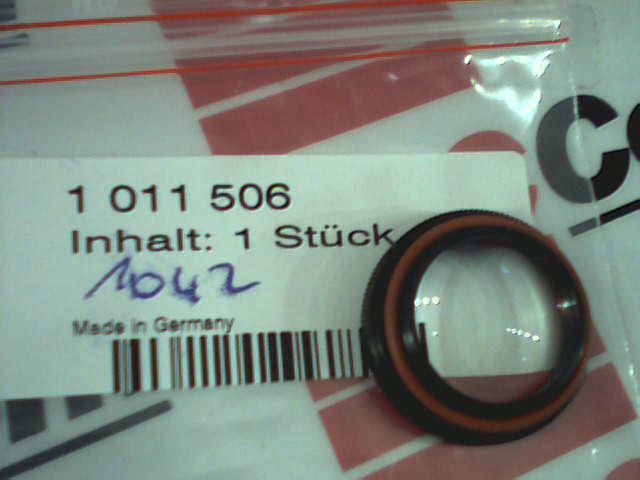 1 011 506
Inhalt: 1 Stück
1042
Made in Germany